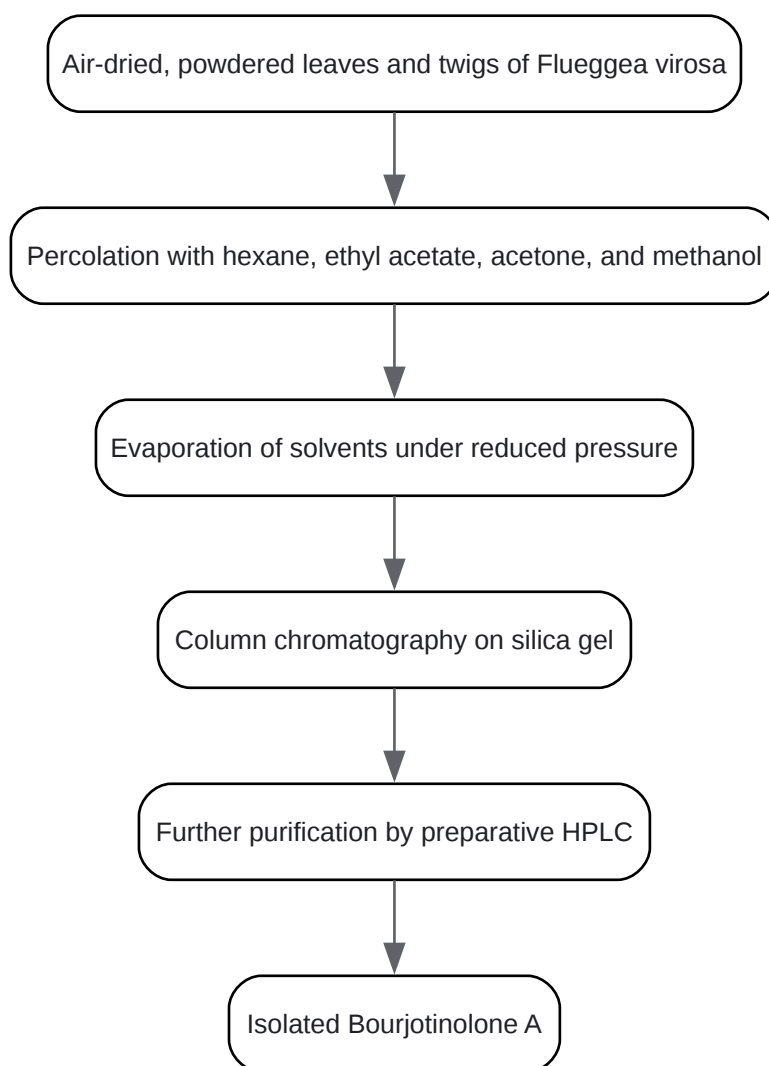 Air-dried, powdered leaves and twigs of Flueggea virosa
Percolation with hexane, ethyl acetate, acetone, and methanol
Evaporation of solvents under reduced pressure
Column chromatography on silica gel
Further purification by preparative HPLC
Isolated Bourjotinolone A